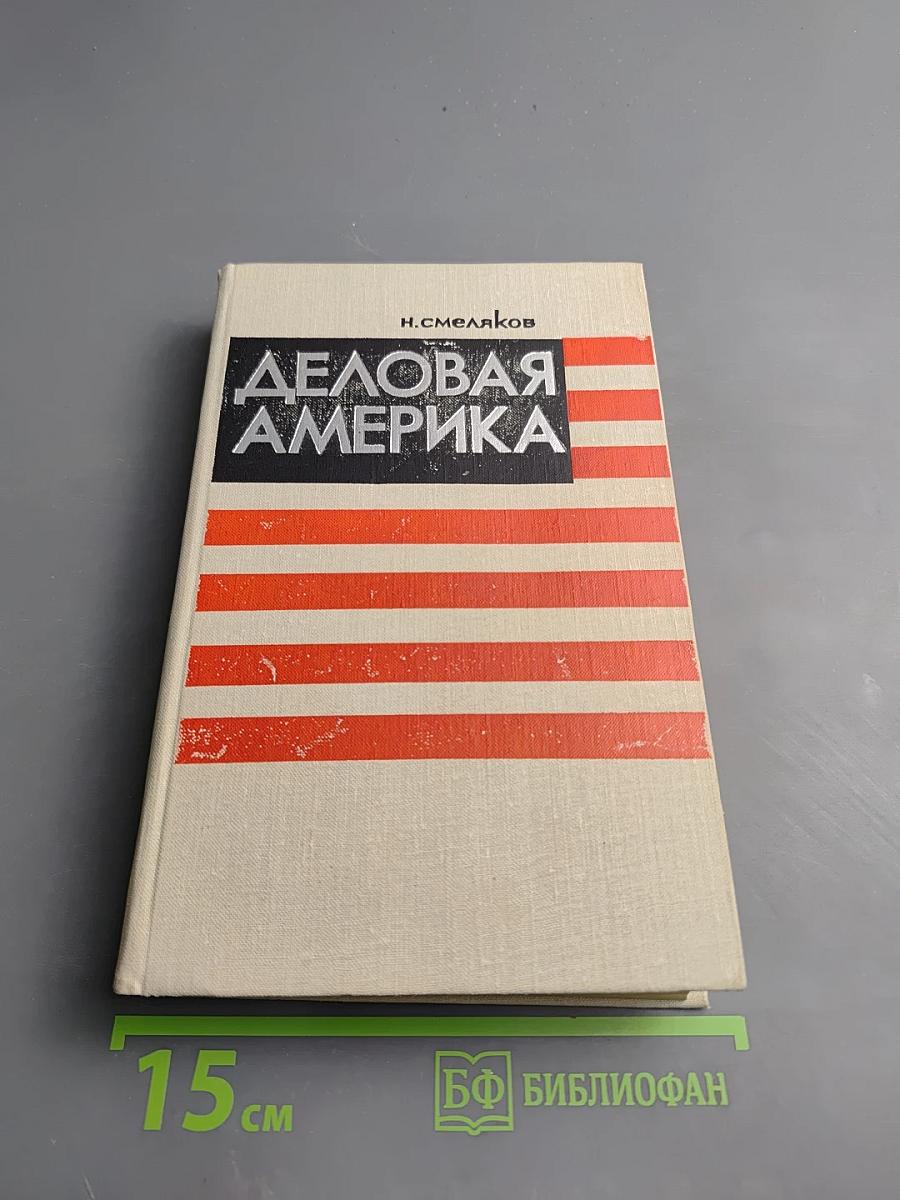 Н. СМЕЛЯКОВ
ДЕЛОВАЯ
АМЕРИКА
15 СМ
БФ БИБЛИОФАН